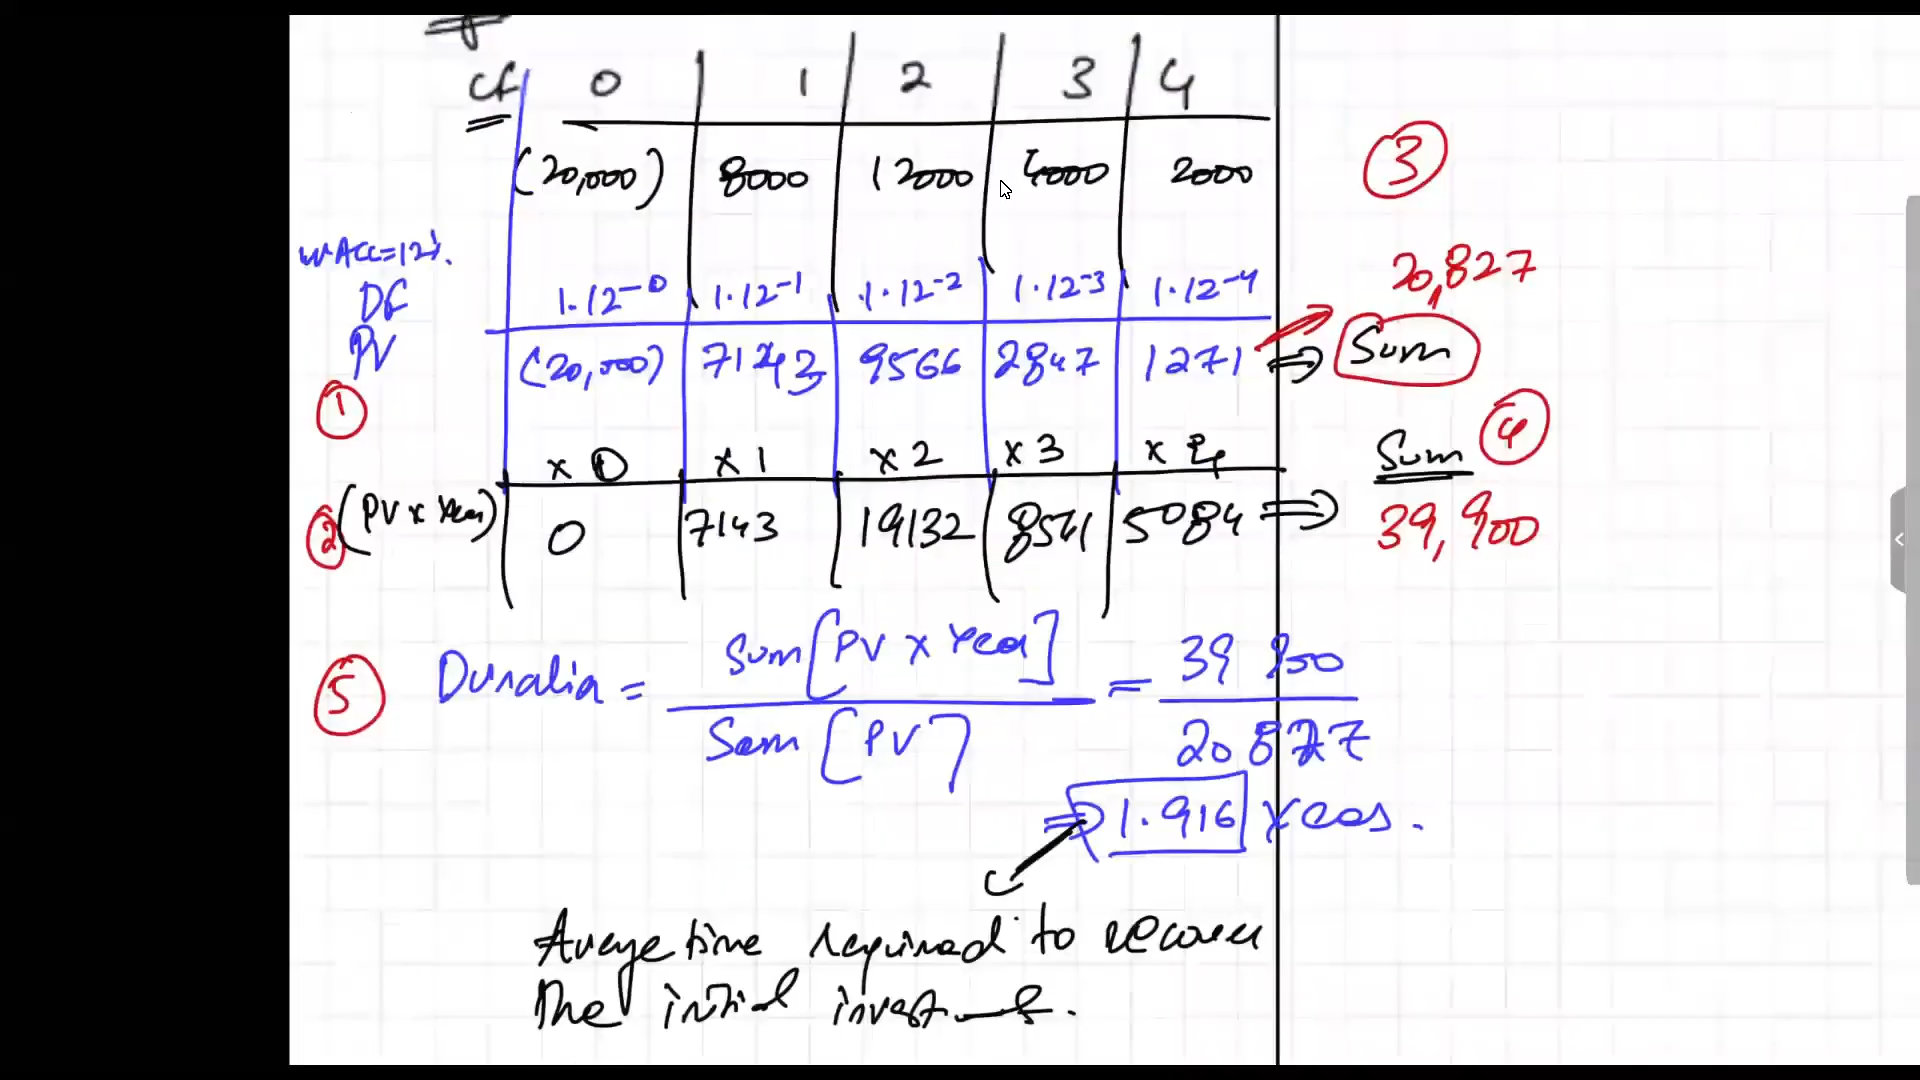 CF 0 1 2 3 4
(20,000) 8000 12000 4000 2000
③
WACC=12%.
20,827
DF 1.12-0 1.12-1 1.12-2 1.12-3 1.12-4
PV (20,000) 7143 9566 2847 1271 ⇒ Sum
①
x 0 x 1 x 2 x 3 x 4
Sum ④
② (PV x Year) 0 7143 19132 8541 5084 ⇒ 39,900
⑤ Duration = Sum[PV x Year] = 39 900
Sum [PV] 20 827
⇒ 1.916 Years.
Average time required to recover
the initial investment.